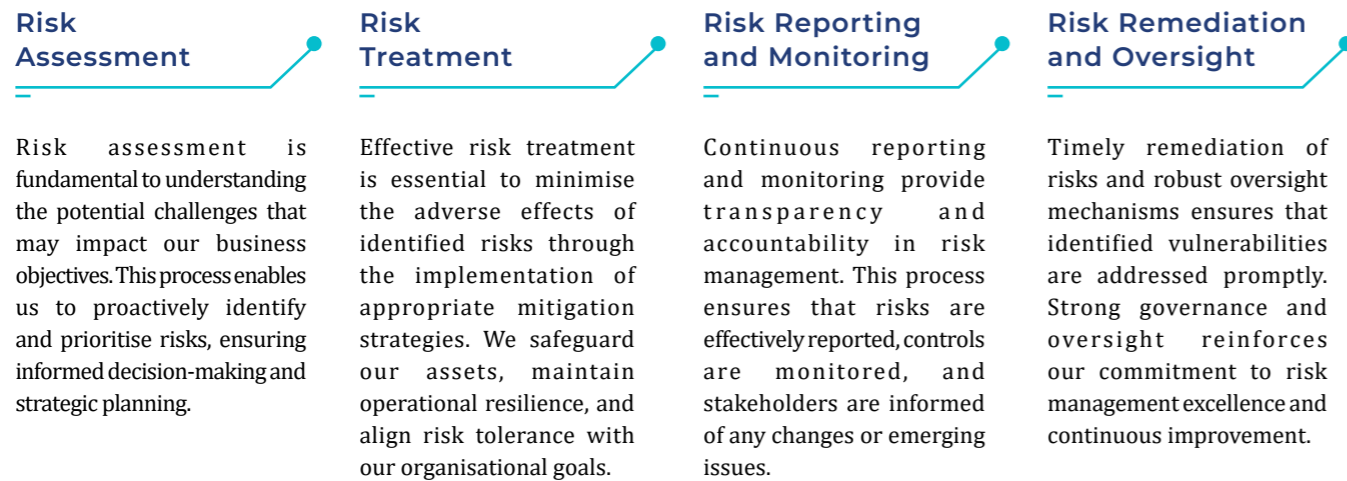 Risk
Assessment
Risk assessment is
fundamental to understanding
the potential challenges that
may impact our business
objectives. This process enables
us to proactively identify
and prioritise risks, ensuring
informed decision-making and
strategic planning.
Risk
Treatment
Effective risk treatment
is essential to minimise
the adverse effects of
identified risks through
the implementation of
appropriate mitigation
strategies. We safeguard
our assets, maintain
operational resilience, and
align risk tolerance with
our organisational goals.
Risk Reporting
and Monitoring
Continuous reporting
and monitoring provide
transparency and
accountability in risk
management. This process
ensures that risks are
effectively reported, controls
are monitored, and
stakeholders are informed
of any changes or emerging
issues.
Risk Remediation
and Oversight
Timely remediation of
risks and robust oversight
mechanisms ensures that
identified vulnerabilities
are addressed promptly.
Strong governance and
oversight reinforces
our commitment to risk
management excellence and
continuous improvement.